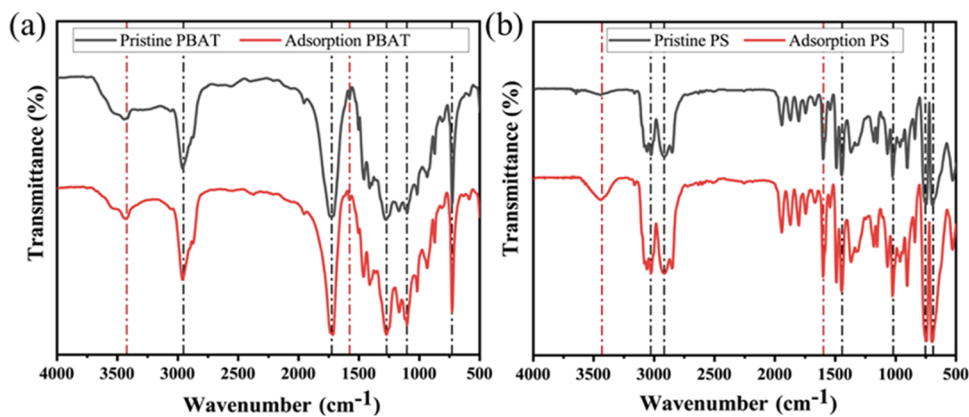 (a)
Pristine PBAT Adsorption PBAT
Transmittance (%)
4000 3500 3000 2500 2000 1500 1000 500
Wavenumber (cm-1)
(b)
Pristine PS Adsorption PS
Transmittance (%)
4000 3500 3000 2500 2000 1500 1000 500
Wavenumber (cm-1)